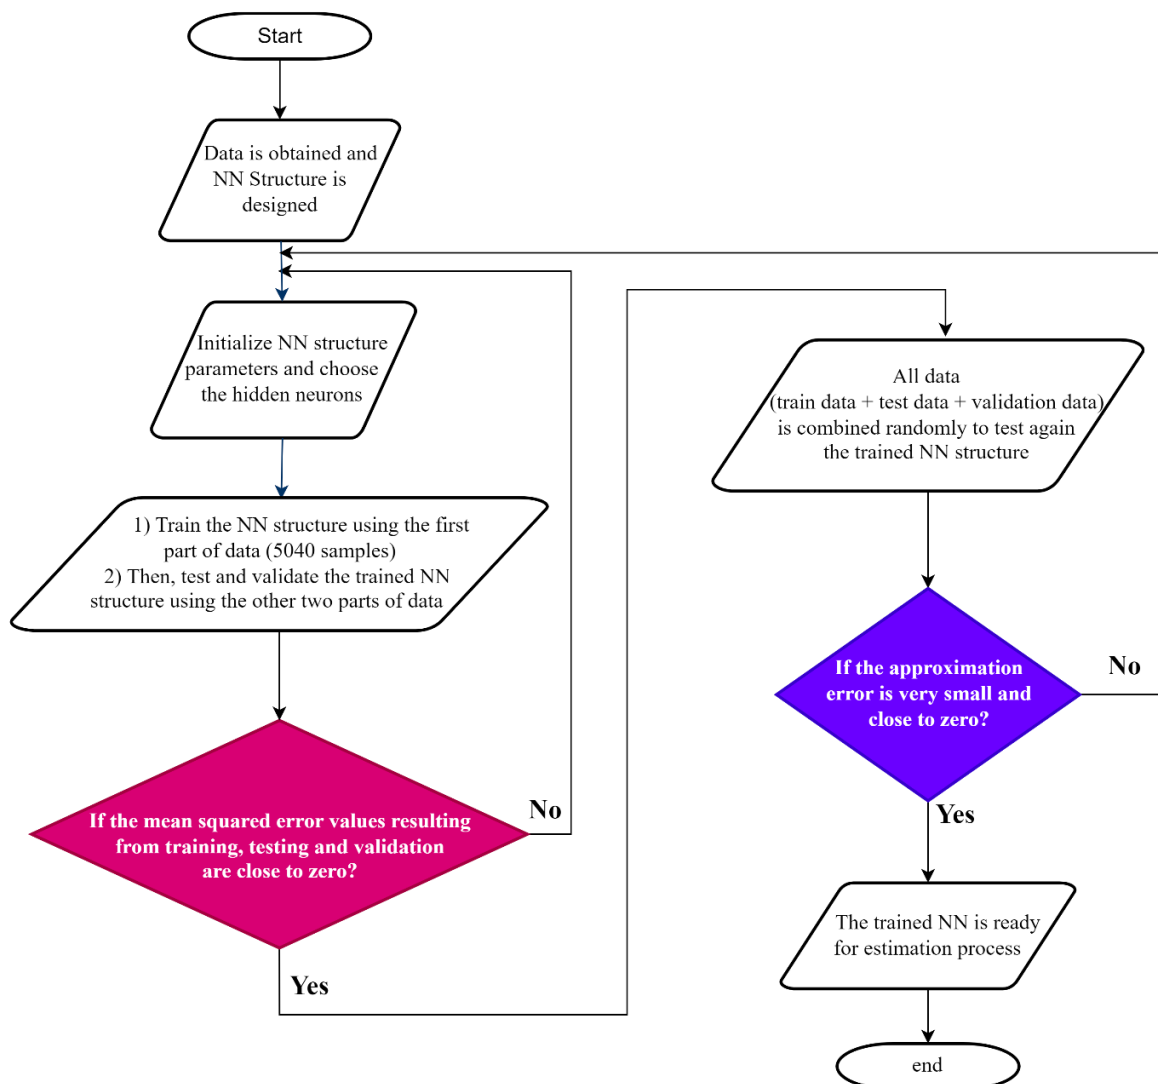 Start
Data is obtained and
NN Structure is
designed
Initialize NN structure
parameters and choose
the hidden neurons
1) Train the NN structure using the first
part of data (5040 samples)
2) Then, test and validate the trained NN
structure using the other two parts of data
If the mean squared error values resulting
from training, testing and validation
are close to zero?
No
Yes
All data
(train data + test data + validation data)
is combined randomly to test again
the trained NN structure
If the approximation
error is very small and
close to zero?
No
Yes
The trained NN is ready
for estimation process
end